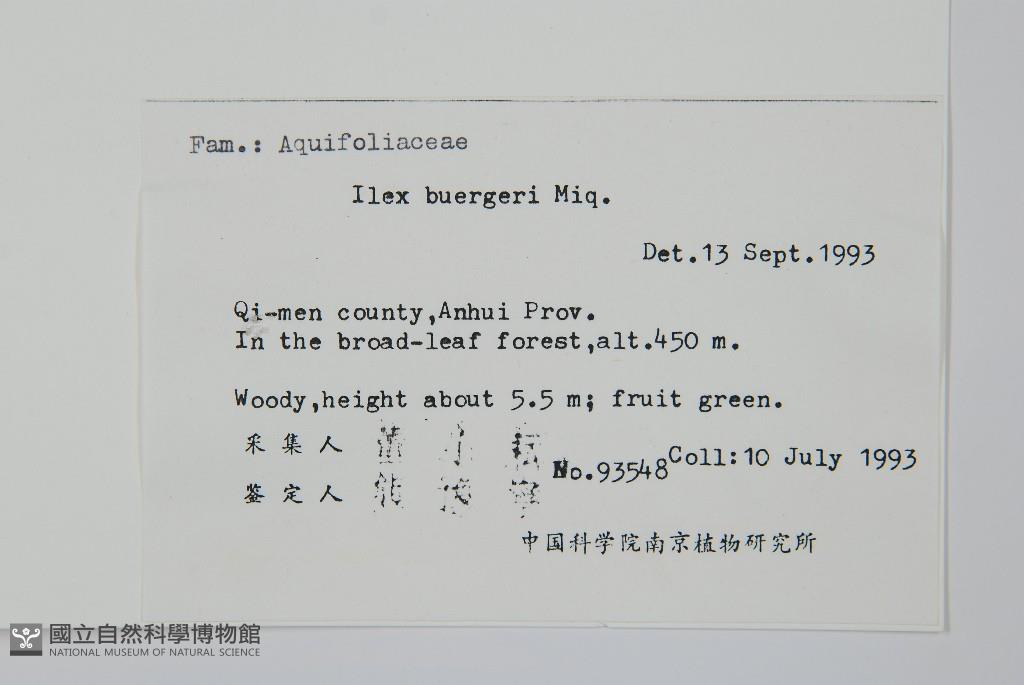 Fam.: Aquifoliaceae
Ilex buergeri Miq.
Det.13 Sept.1993
Qi-men county,Anhui Prov.
In the broad-leaf forest,alt.450 m.
Woody,height about 5.5 m; fruit green.
采集人
No.93548 Coll:10 July 1993
鉴定人
中国科学院南京植物研究所
國立自然科學博物館
NATIONAL MUSEUM OF NATURAL SCIENCE